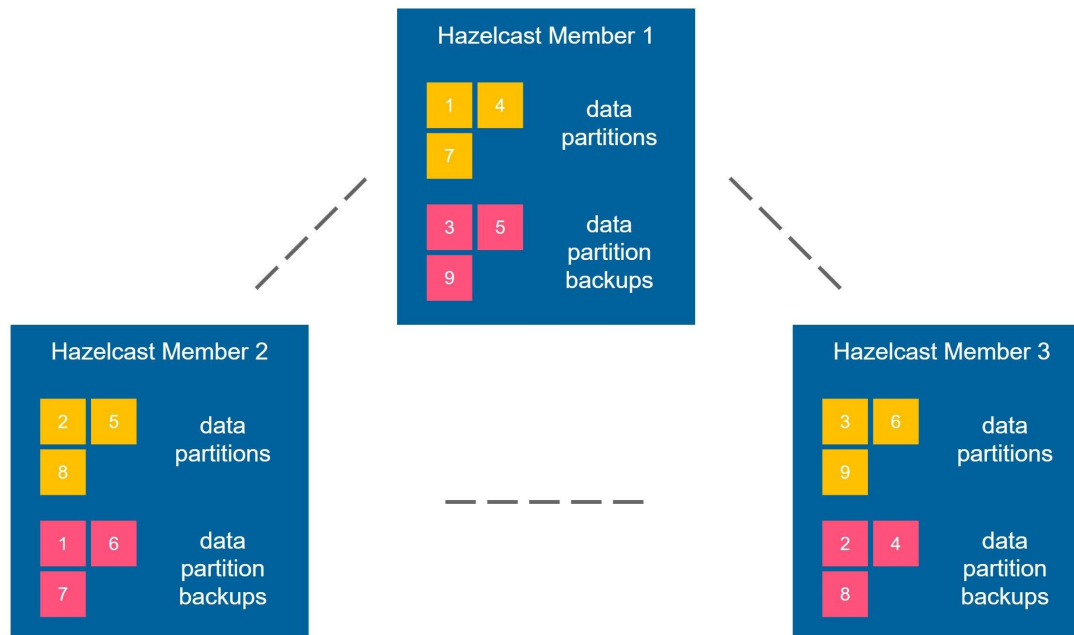 Hazelcast Member 1
1 4
7
data
partitions
3 5
9
data
partition
backups
Hazelcast Member 2
2 5
8
data
partitions
1 6
7
data
partition
backups
Hazelcast Member 3
3 6
9
data
partitions
2 4
8
data
partition
backups